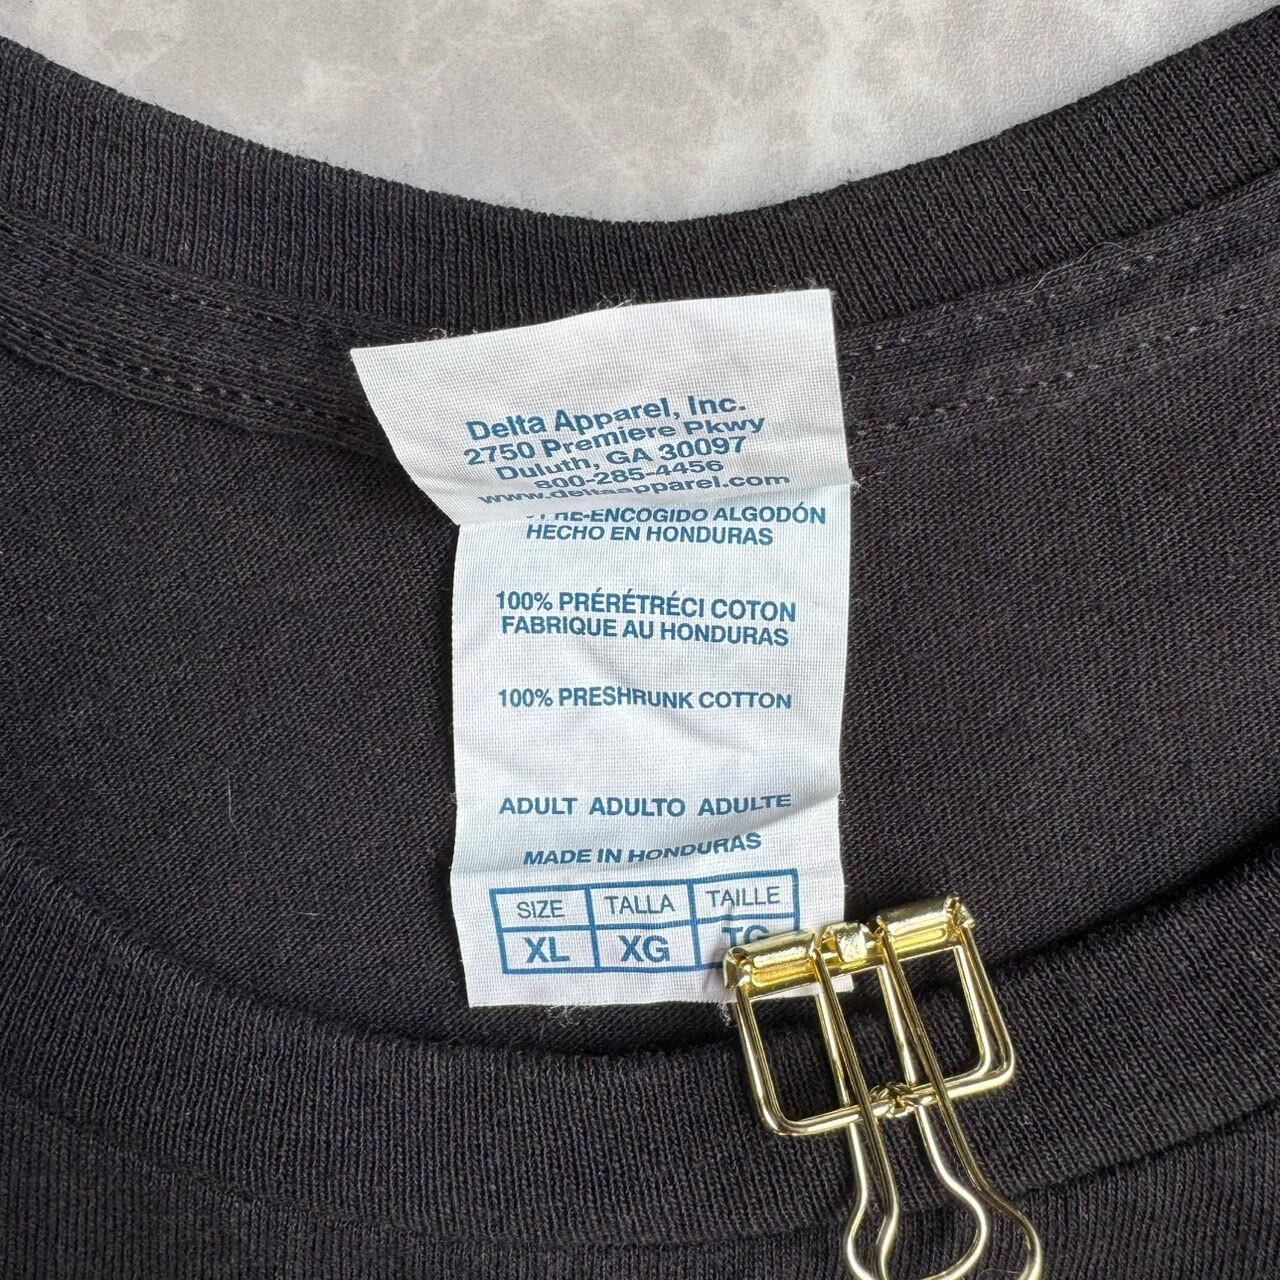 Delta Apparel, Inc.
2750 Premiere Pkwy
Duluth, GA 30097
800-285-4456
www.deltaapparel.com
ALGODÓN
HECHO EN HONDURAS
100% PRÉRÉTRÉCI COTON
FABRIQUE AU HONDURAS
100% PRESHRUNK COTTON
ADULT ADULTO ADULTE
MADE IN HONDURAS
SIZE TALLA TAILLE
XL XG TG